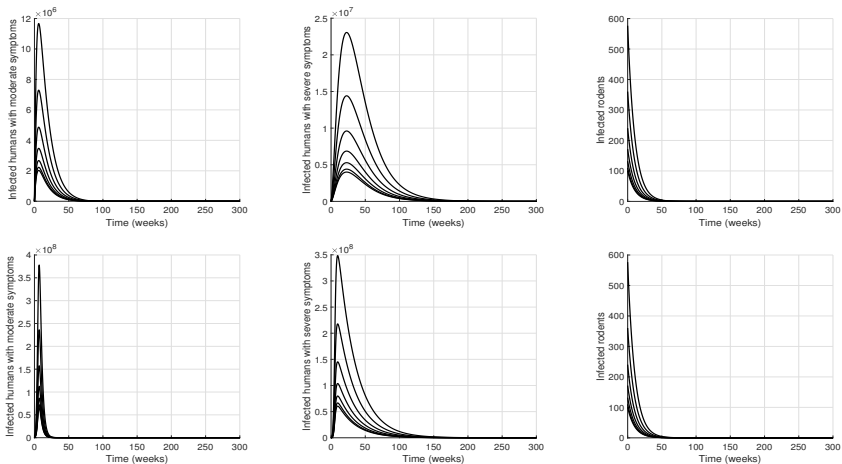 ×10⁶
12
10
8
6
4
2
0
0 50 100 150 200 250 300
Time (weeks)
Infected humans with moderate symptoms
×10⁷
2.5
2
1.5
1
0.5
0
0 50 100 150 200 250 300
Time (weeks)
Infected humans with severe symptoms
600
500
400
300
200
100
0
0 50 100 150 200 250 300
Time (weeks)
Infected rodents
×10⁸
4
3.5
3
2.5
2
1.5
1
0.5
0
0 50 100 150 200 250 300
Time (weeks)
Infected humans with moderate symptoms
×10⁸
3.5
3
2.5
2
1.5
1
0.5
0
0 50 100 150 200 250 300
Time (weeks)
Infected humans with severe symptoms
600
500
400
300
200
100
0
0 50 100 150 200 250 300
Time (weeks)
Infected rodents